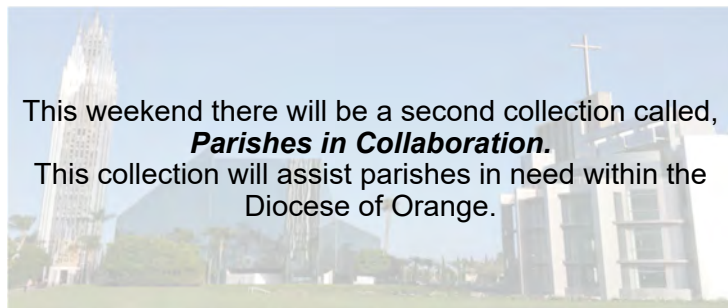 This weekend there will be a second collection called,
Parishes in Collaboration.
This collection will assist parishes in need within the
Diocese of Orange.